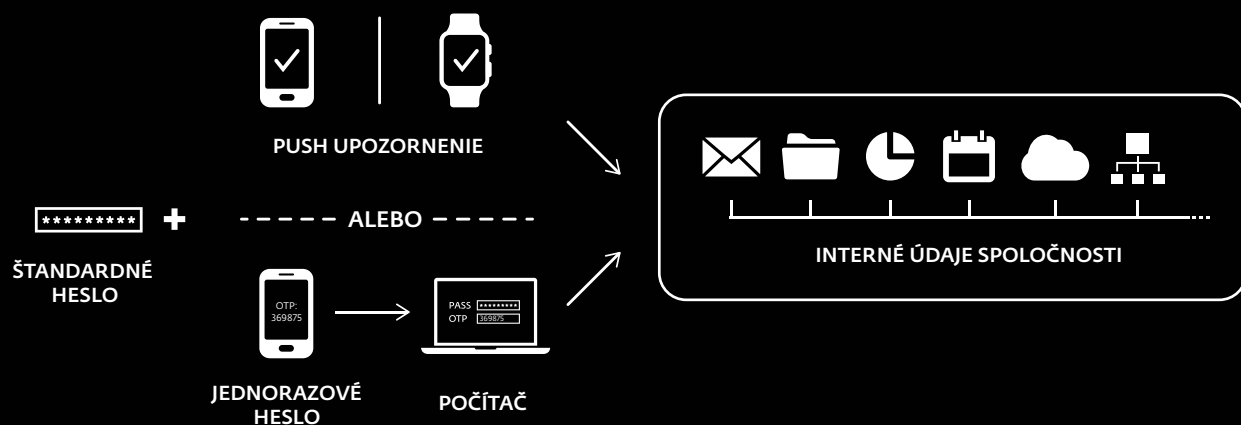 PUSH UPOZORNENIE
*********
ALEBO
ŠTANDARDNÉ
HESLO
OTP:
369875
PASS *********
OTP 369875
JEDNORAZOVÉ
HESLO
POČÍTAČ
INTERNÉ ÚDAJE SPOLOČNOSTI